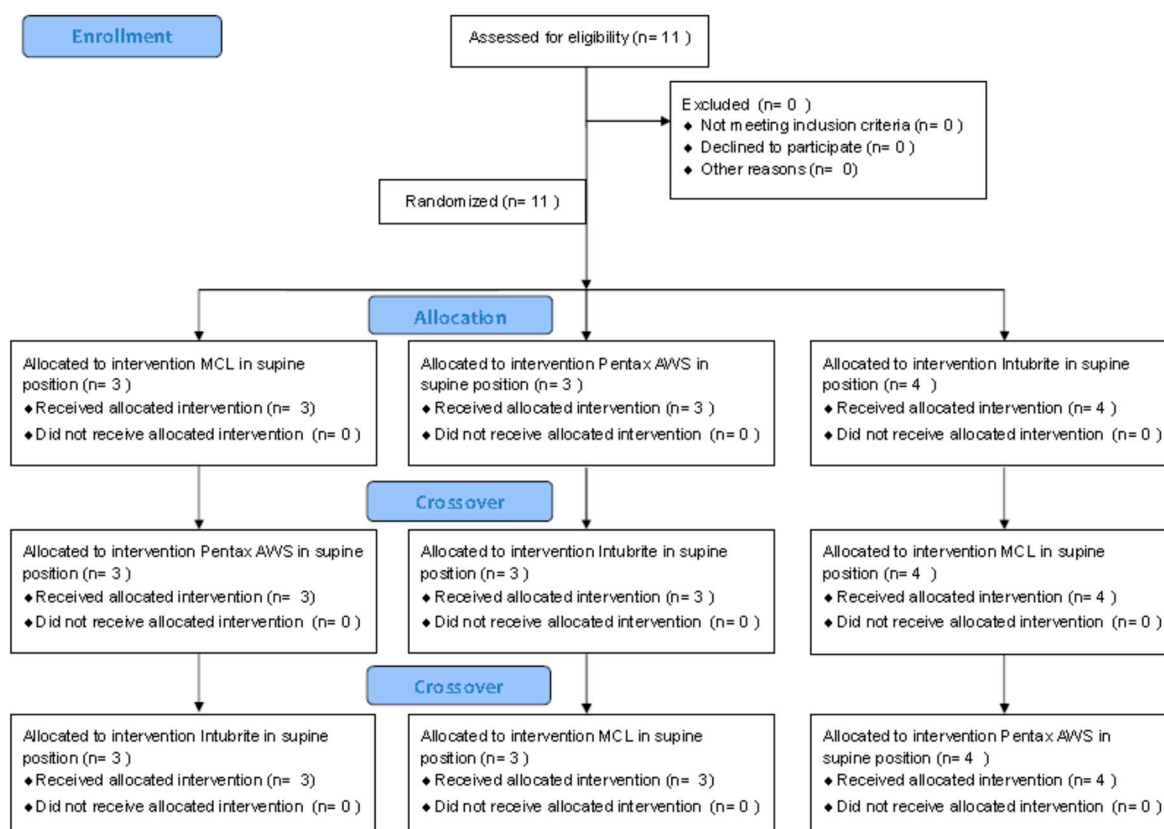 Enrollment
Assessed for eligibility (n= 11 )
Excluded (n= 0 )
♦ Not meeting inclusion criteria (n= 0 )
♦ Declined to participate (n= 0 )
♦ Other reasons (n= 0)
Randomized (n= 11 )
Allocation
Allocated to intervention MCL in supine
position (n= 3 )
♦ Received allocated intervention (n= 3)
♦ Did not receive allocated intervention (n= 0 )
Allocated to intervention Pentax AWS in
supine position (n= 3 )
♦ Received allocated intervention (n= 3 )
♦ Did not receive allocated intervention (n= 0 )
Allocated to intervention Intubrite in supine
position (n= 4 )
♦ Received allocated intervention (n= 4 )
♦ Did not receive allocated intervention (n= 0 )
Crossover
Allocated to intervention Pentax AWS in supine
position (n= 3 )
♦ Received allocated intervention (n= 3)
♦ Did not receive allocated intervention (n= 0 )
Allocated to intervention Intubrite in supine
position (n= 3 )
♦ Received allocated intervention (n= 3 )
♦ Did not receive allocated intervention (n= 0 )
Allocated to intervention MCL in supine
position (n= 4 )
♦ Received allocated intervention (n= 4 )
♦ Did not receive allocated intervention (n= 0 )
Crossover
Allocated to intervention Intubrite in supine
position (n= 3 )
♦ Received allocated intervention (n= 3)
♦ Did not receive allocated intervention (n= 0 )
Allocated to intervention MCL in supine
position (n= 3 )
♦ Received allocated intervention (n= 3)
♦ Did not receive allocated intervention (n= 0 )
Allocated to intervention Pentax AWS in
supine position (n= 4 )
♦ Received allocated intervention (n= 4 )
♦ Did not receive allocated intervention (n= 0 )